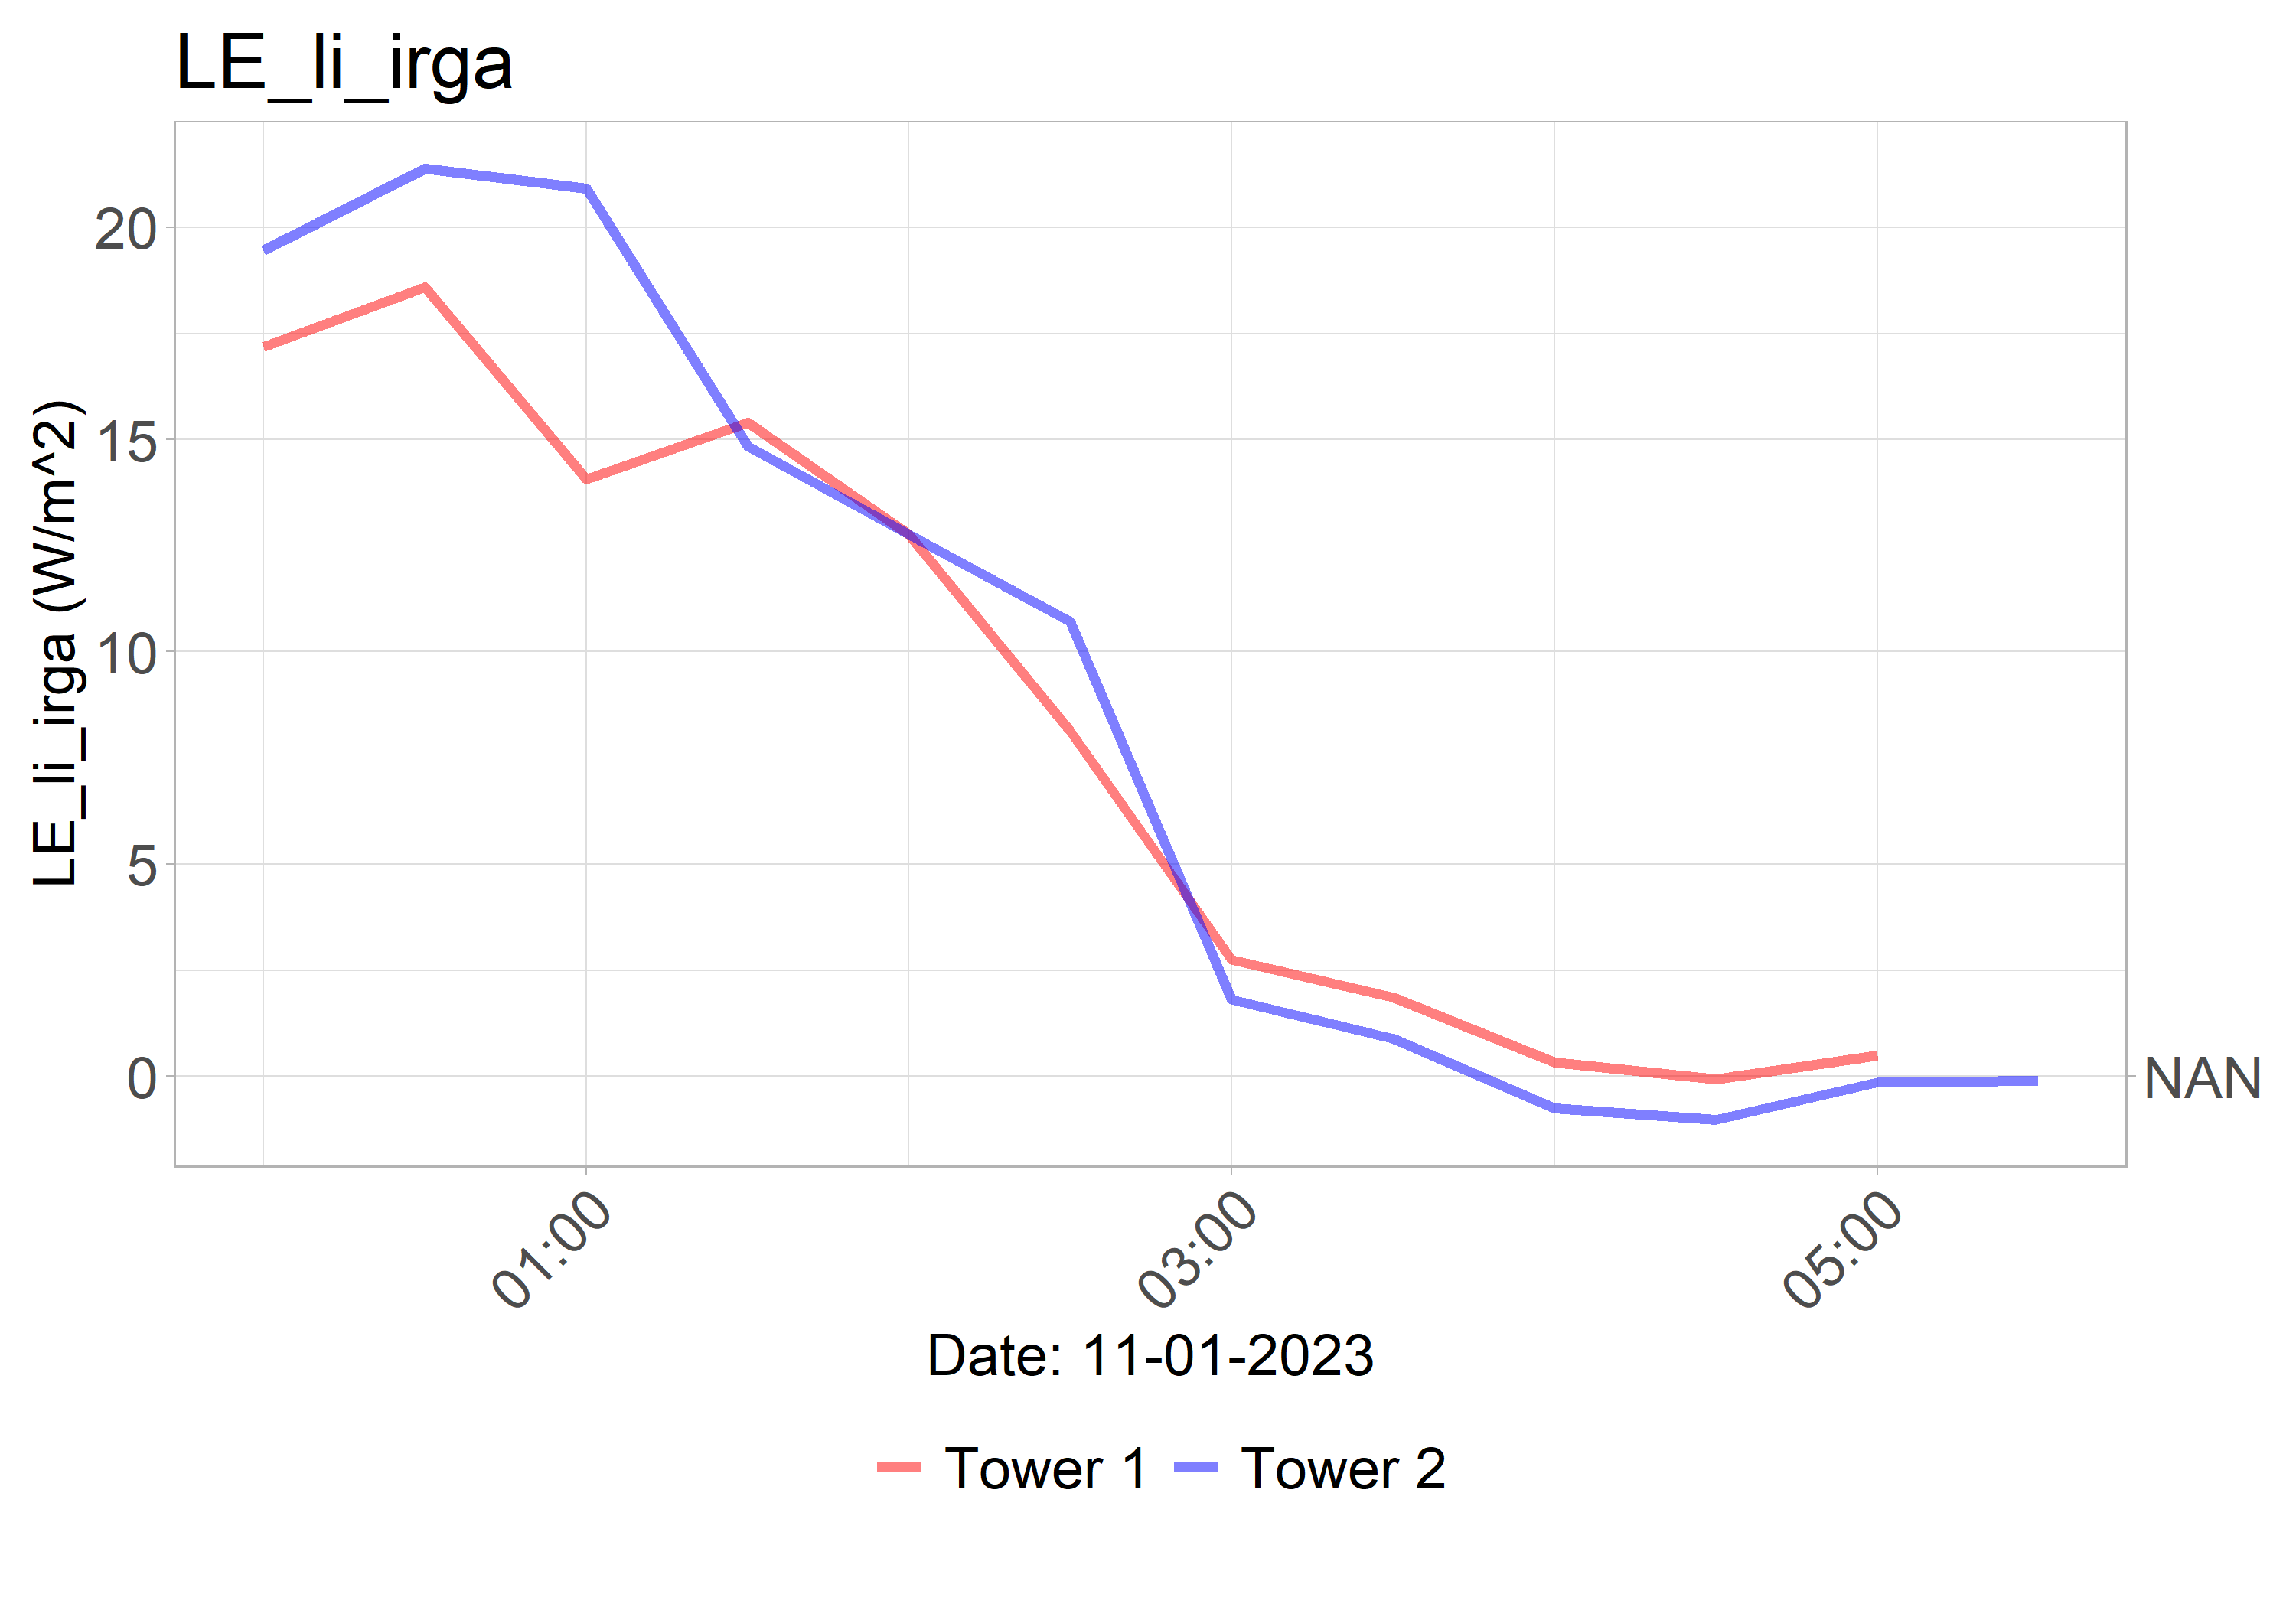 LE_li_irga
LE_li_irga (W/m^2)
20
15
10
5
0
NAN
01:00
03:00
05:00
Date: 11-01-2023
Tower 1
Tower 2